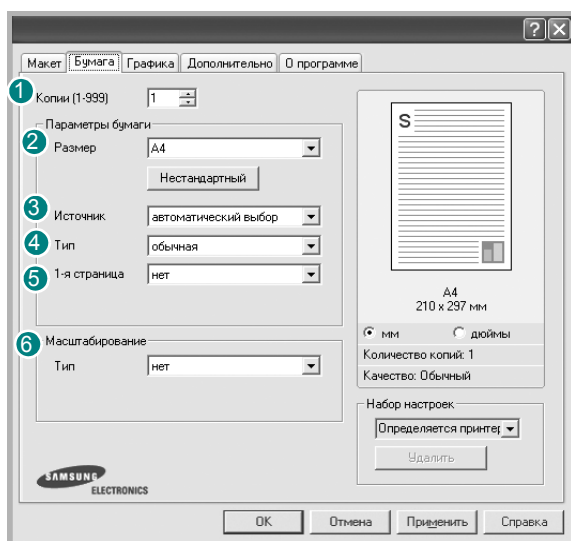 ?
Макет Бумага Графика Дополнительно О программе
1 Копии (1-999) 1
Параметры бумаги
2 Размер A4
Нестандартный
3 Источник автоматический выбор
4 Тип обычная
5 1-я страница нет
6 Масштабирование
Тип нет
S
A4
210 x 297 мм
мм дюймы
Количество копий: 1
Качество: Обычный
Набор настроек
Определяется принтер
Удалить
SAMSUNG
ELECTRONICS
OK Отмена Применить Справка